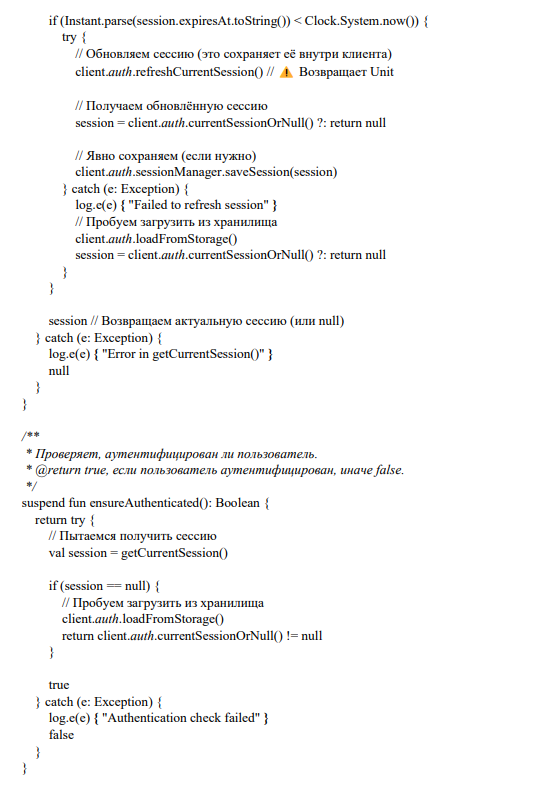 if (Instant.parse(session.expiresAt.toString()) < Clock.System.now()) {
try {
// Обновляем сессию (это сохраняет её внутри клиента)
client.auth.refreshCurrentSession() // ⚠️ Возвращает Unit
// Получаем обновлённую сессию
session = client.auth.currentSessionOrNull() ?: return null
// Явно сохраняем (если нужно)
client.auth.sessionManager.saveSession(session)
} catch (e: Exception) {
log.e(e) { "Failed to refresh session" }
// Пробуем загрузить из хранилища
client.auth.loadFromStorage()
session = client.auth.currentSessionOrNull() ?: return null
}
}
session // Возвращаем актуальную сессию (или null)
} catch (e: Exception) {
log.e(e) { "Error in getCurrentSession()" }
null
}
}
/**
* Проверяет, аутентифицирован ли пользователь.
* @return true, если пользователь аутентифицирован, иначе false.
*/
suspend fun ensureAuthenticated(): Boolean {
return try {
// Пытаемся получить сессию
val session = getCurrentSession()
if (session == null) {
// Пробуем загрузить из хранилища
client.auth.loadFromStorage()
return client.auth.currentSessionOrNull() != null
}
true
} catch (e: Exception) {
log.e(e) { "Authentication check failed" }
false
}
}